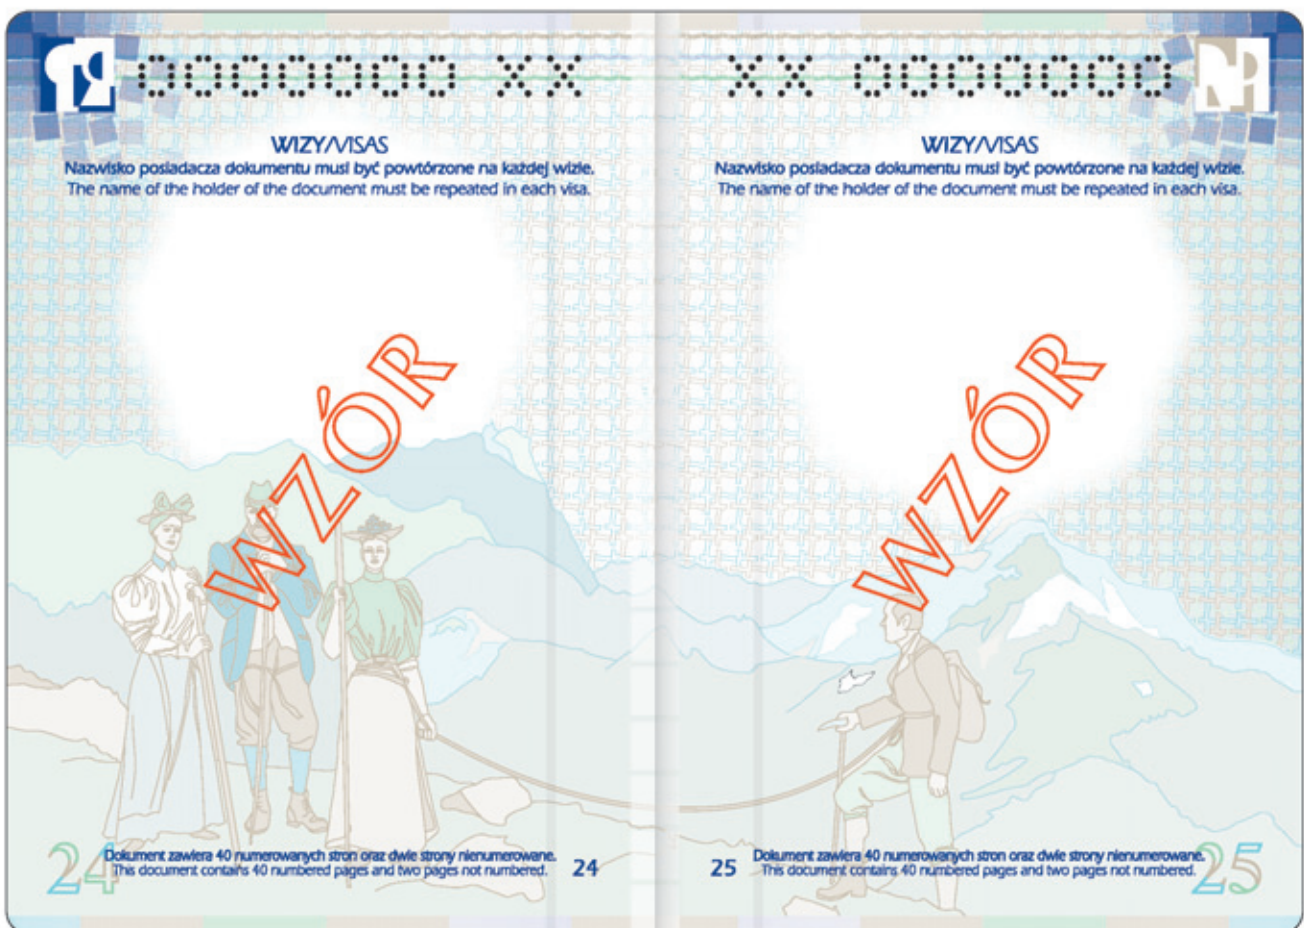 0000000 XX
WIZY/VISAS
Nazwisko posiadacza dokumentu musi być powtórzone na każdej wizie.
The name of the holder of the document must be repeated in each visa.
WZÓR
24
Dokument zawiera 40 numerowanych stron oraz dwie strony nienumerowane.
This document contains 40 numbered pages and two pages not numbered.
24
XX 0000000
WIZY/VISAS
Nazwisko posiadacza dokumentu musi być powtórzone na każdej wizie.
The name of the holder of the document must be repeated in each visa.
WZÓR
25
Dokument zawiera 40 numerowanych stron oraz dwie strony nienumerowane.
This document contains 40 numbered pages and two pages not numbered.
25